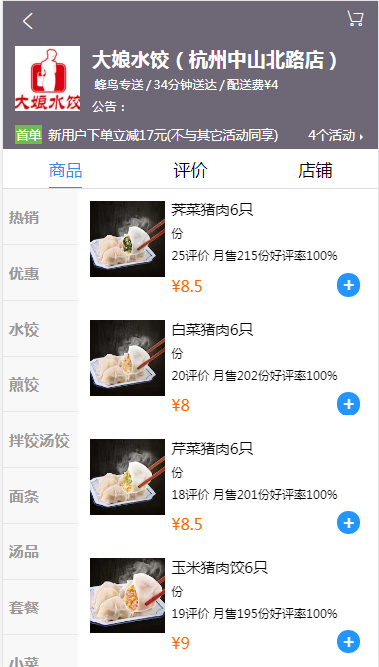 大娘水饺（杭州中山北路店）
大娘水饺
蜂鸟专送 / 34分钟送达 / 配送费¥4
公告：
首单 新用户下单立减17元(不与其它活动同享) 4个活动
商品 评价 店铺
热销
优惠
水饺
煎饺
拌饺汤饺
面条
汤品
套餐
小菜
荠菜猪肉6只
份
25评价 月售215份好评率100%
¥8.5
白菜猪肉6只
份
20评价 月售202份好评率100%
¥8
芹菜猪肉6只
份
18评价 月售201份好评率100%
¥8.5
玉米猪肉饺6只
份
19评价 月售195份好评率100%
¥9